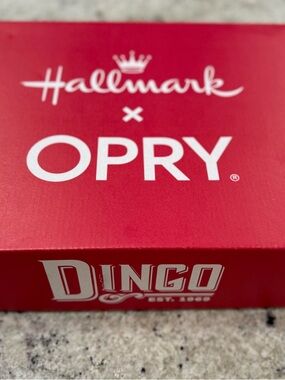 Hallmark
×
OPRY®
DINGO
EST. 1969